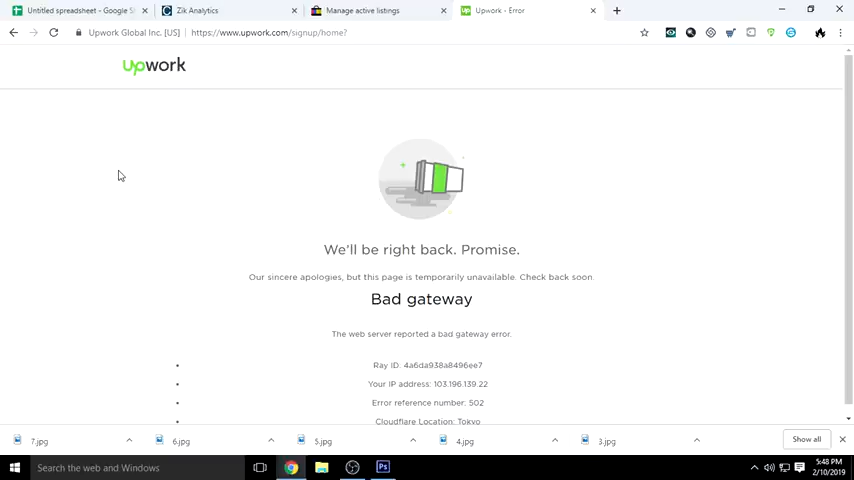 Untitled spreadsheet - Google S
Zik Analytics
Manage active listings
Upwork - Error
Upwork Global Inc. [US] | https://www.upwork.com/signup/home?
upwork
We'll be right back. Promise.
Our sincere apologies, but this page is temporarily unavailable. Check back soon.
Bad gateway
The web server reported a bad gateway error.
• Ray ID: 4a6da938a8496ee7
• Your IP address: 103.196.139.22
• Error reference number: 502
• Cloudflare Location: Tokyo
7.jpg
6.jpg
5.jpg
4.jpg
3.jpg
Show all
Search the web and Windows
Ps
5:48 PM
2/10/2019